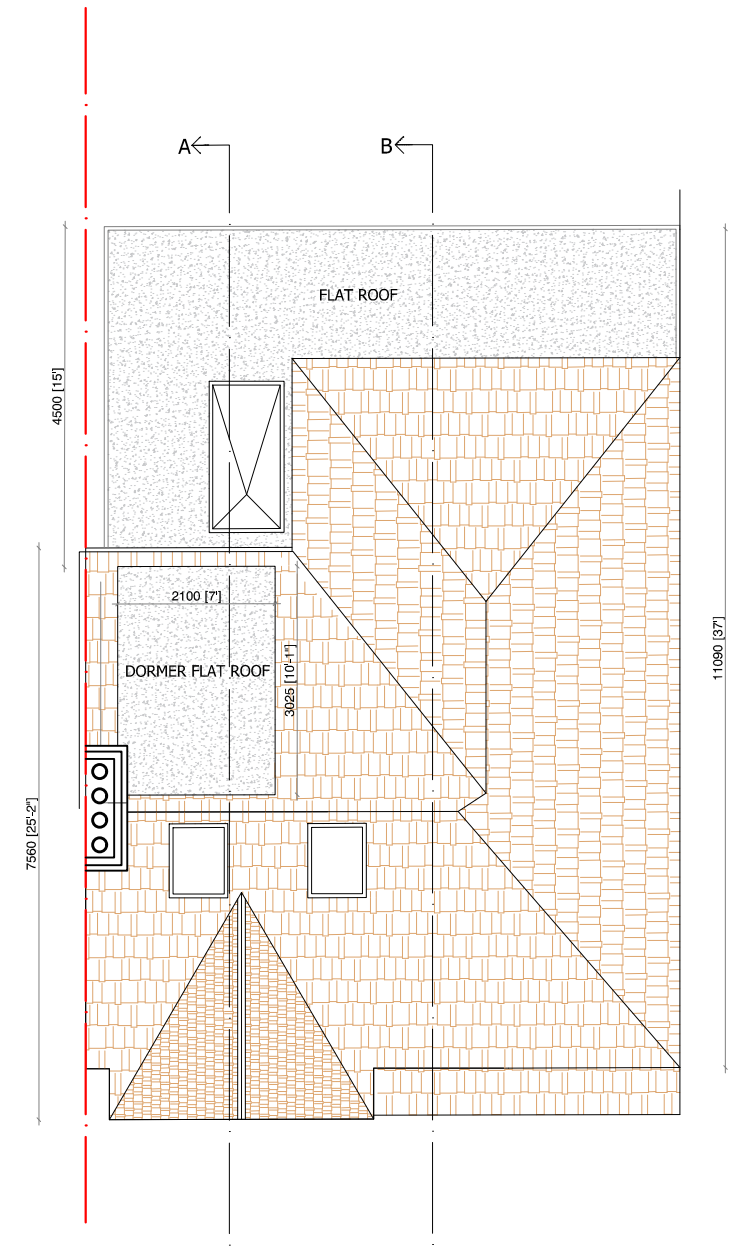 A
B
FLAT ROOF
4500 [15']
2100 [7']
DORMER FLAT ROOF
3025 [10'-1"]
11090 [37']
7560 [25'-2"]